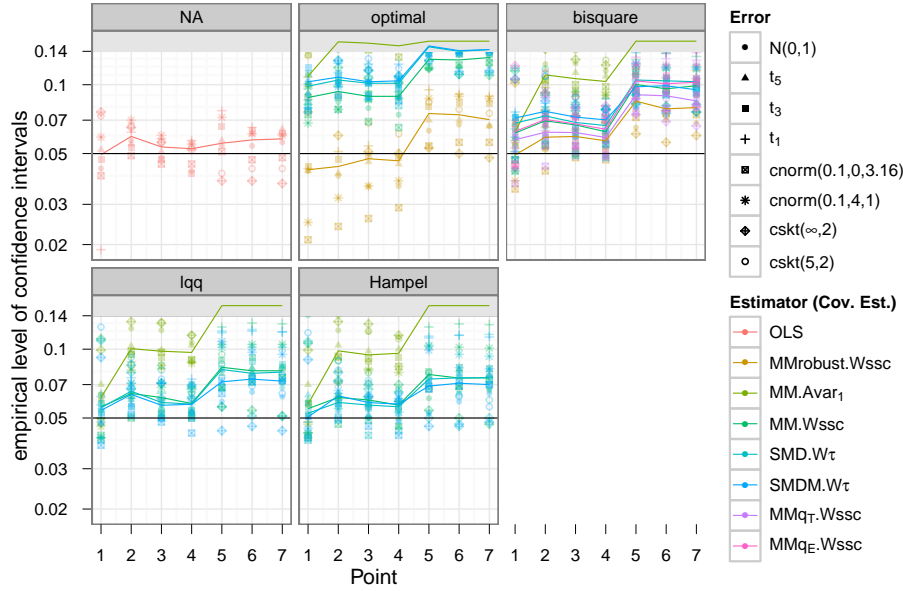 NA
optimal
bisquare
0.14
0.1
0.07
0.05
0.03
0.02
lqq
Hampel
0.14
0.1
0.07
0.05
0.03
0.02
1 2 3 4 5 6 7
1 2 3 4 5 6 7
1 2 3 4 5 6 7
Point
empirical level of confidence intervals
Error
N(0,1)
t5
t3
t1
cnorm(0.1,0,3.16)
cnorm(0.1,4,1)
cskt(∞,2)
cskt(5,2)
Estimator (Cov. Est.)
OLS
MMrobust.Wssc
MM.Avar1
MM.Wssc
SMD.Wτ
SMDM.Wτ
MMqT.Wssc
MMqE.Wssc